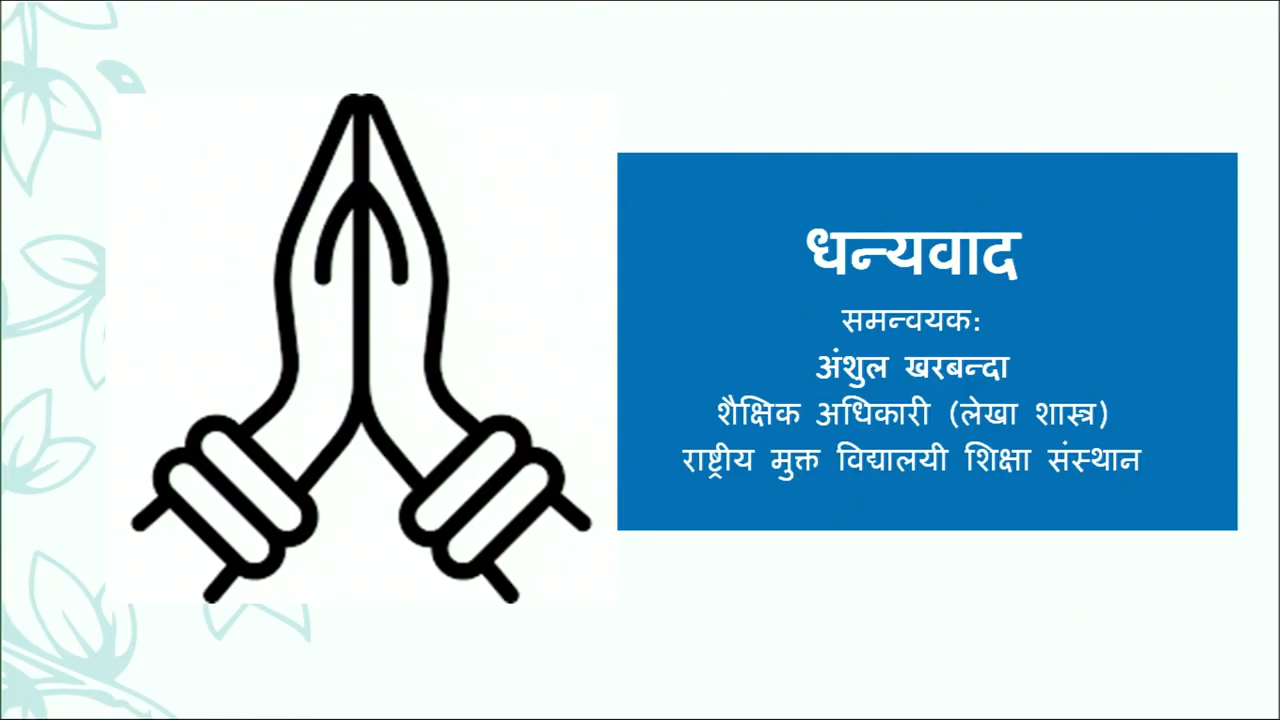 धन्यवाद
समन्वयक:
अंशुल खरबन्दा
शैक्षिक अधिकारी (लेखा शास्त्र)
राष्ट्रीय मुक्त विद्यालयी शिक्षा संस्थान